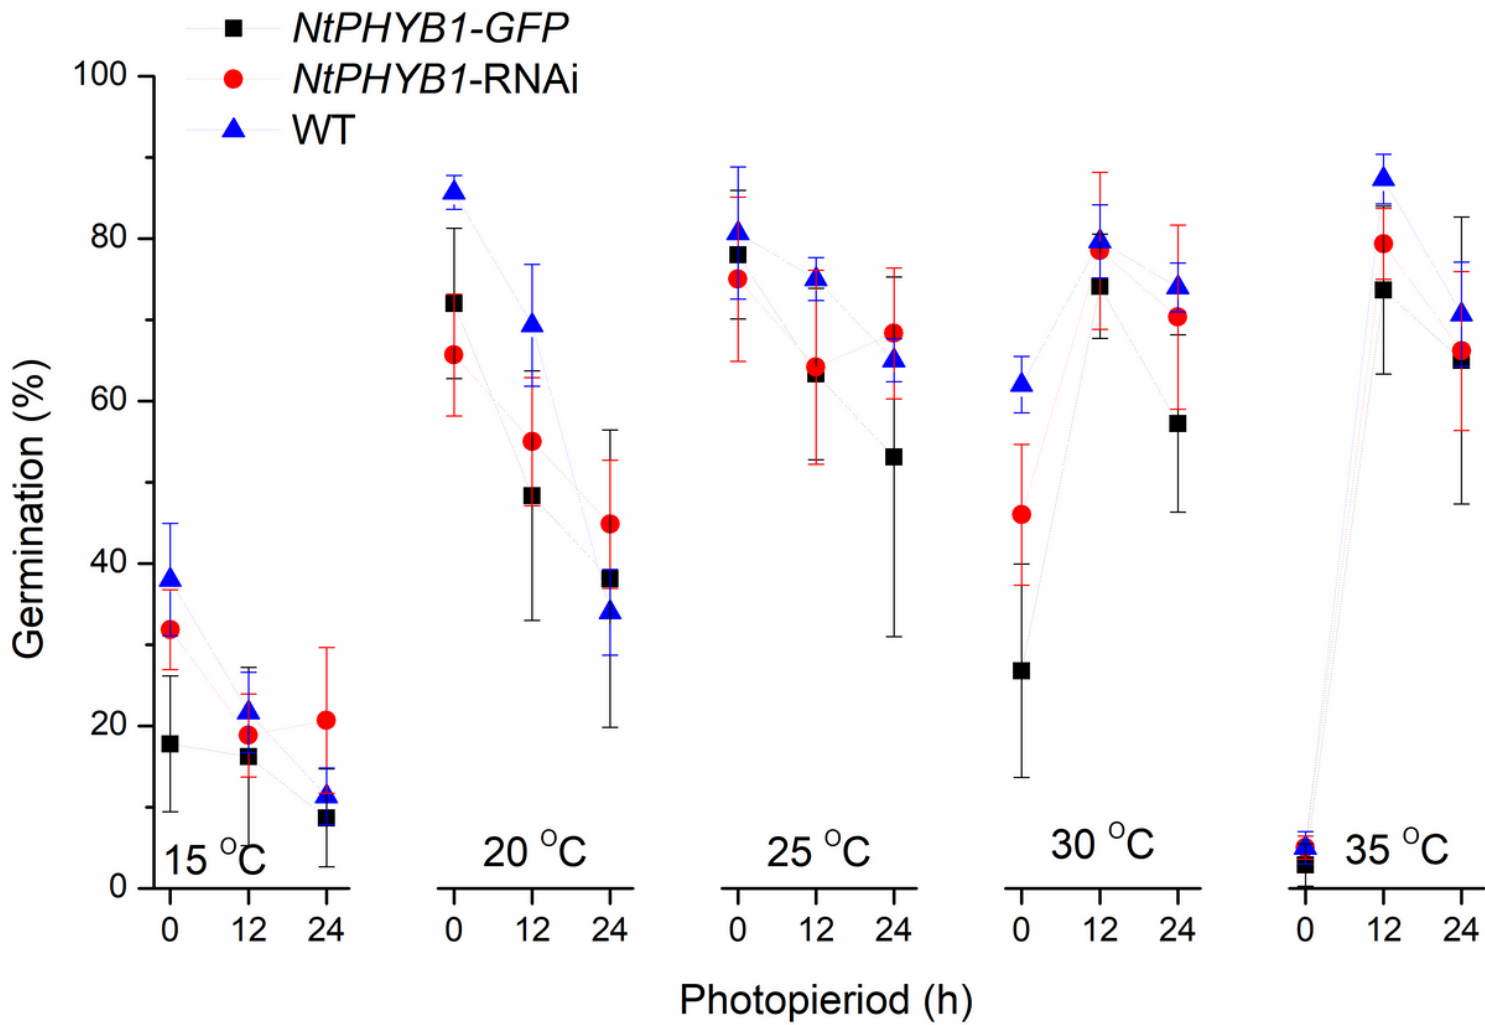 NtPHYB1-GFP
NtPHYB1-RNAi
WT
100
80
60
40
20
0
Germination (%)
15 °C
20 °C
25 °C
30 °C
35 °C
0 12 24 0 12 24 0 12 24 0 12 24 0 12 24
Photopieriod (h)